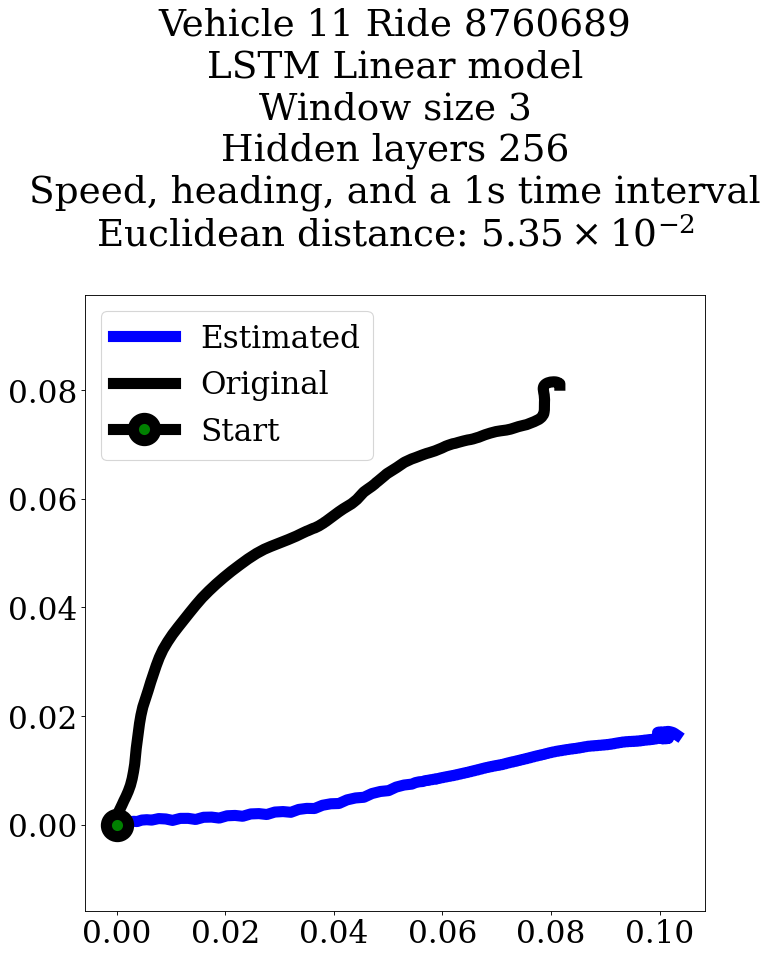 Vehicle 11 Ride 8760689
LSTM Linear model
Window size 3
Hidden layers 256
Speed, heading, and a 1s time interval
Euclidean distance: 5.35 × 10⁻²
Estimated
Original
Start
0.08
0.06
0.04
0.02
0.00
0.00 0.02 0.04 0.06 0.08 0.10